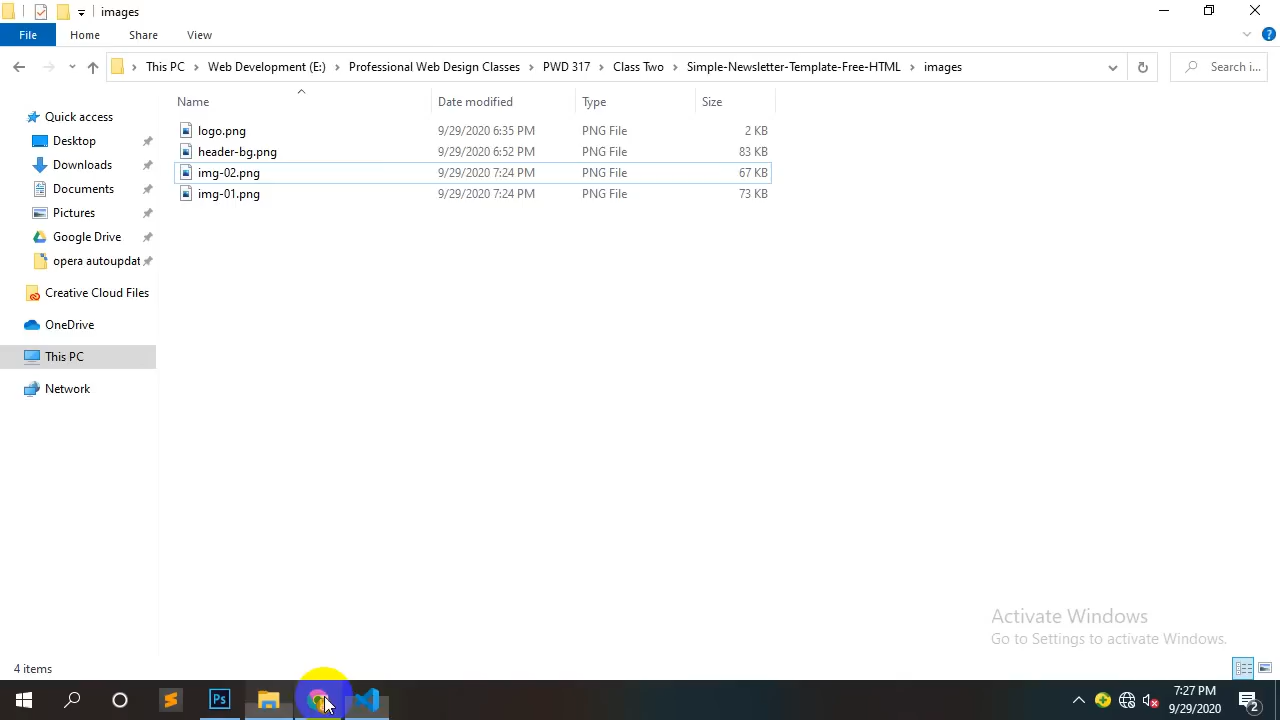 images
File Home Share View
This PC Web Development (E:) Professional Web Design Classes PWD 317 Class Two Simple-Newsletter-Template-Free-HTML images Search i...
Name Date modified Type Size
Quick access
Desktop
Downloads
Documents
Pictures
Google Drive
opera autoupdat
Creative Cloud Files
OneDrive
This PC
Network
logo.png 9/29/2020 6:35 PM PNG File 2 KB
header-bg.png 9/29/2020 6:52 PM PNG File 83 KB
img-02.png 9/29/2020 7:24 PM PNG File 67 KB
img-01.png 9/29/2020 7:24 PM PNG File 73 KB
Activate Windows
Go to Settings to activate Windows.
4 items
Ps
7:27 PM
9/29/2020
2